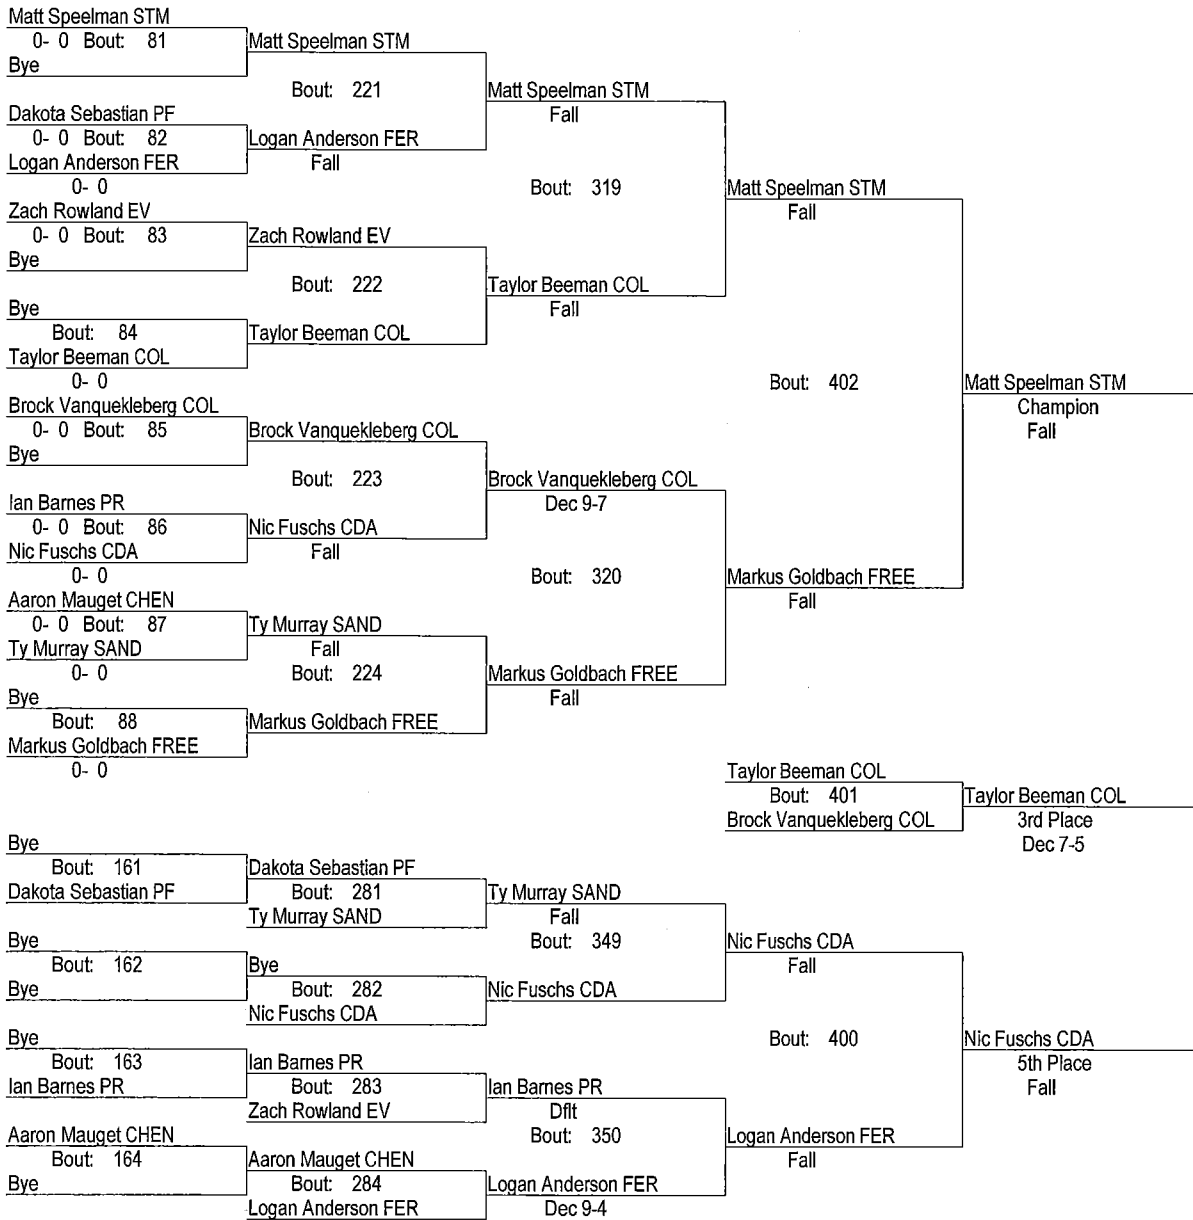 Matt Speelman STM
0- 0 Bout: 81
Matt Speelman STM
Bye
Bout: 221
Matt Speelman STM
Fall
Dakota Sebastian PF
0- 0 Bout: 82
Logan Anderson FER
Logan Anderson FER
Fall
0- 0
Bout: 319
Matt Speelman STM
Fall
Zach Rowland EV
0- 0 Bout: 83
Zach Rowland EV
Bye
Bout: 222
Taylor Beeman COL
Fall
Bye
Bout: 84
Taylor Beeman COL
Taylor Beeman COL
0- 0
Bout: 402
Matt Speelman STM
Champion
Fall
Brock Vanquekleberg COL
0- 0 Bout: 85
Brock Vanquekleberg COL
Bye
Bout: 223
Brock Vanquekleberg COL
Dec 9-7
Ian Barnes PR
0- 0 Bout: 86
Nic Fuschs CDA
Nic Fuschs CDA
Fall
0- 0
Bout: 320
Markus Goldbach FREE
Fall
Aaron Mauget CHEN
0- 0 Bout: 87
Ty Murray SAND
Ty Murray SAND
Fall
0- 0
Bout: 224
Markus Goldbach FREE
Fall
Bye
Bout: 88
Markus Goldbach FREE
Markus Goldbach FREE
0- 0
Taylor Beeman COL
Bout: 401
Taylor Beeman COL
Brock Vanquekleberg COL
3rd Place
Dec 7-5
Bye
Bout: 161
Dakota Sebastian PF
Dakota Sebastian PF
Bout: 281
Ty Murray SAND
Ty Murray SAND
Fall
Bout: 349
Nic Fuschs CDA
Fall
Bye
Bout: 162
Bye
Bye
Bout: 282
Nic Fuschs CDA
Nic Fuschs CDA
Bout: 400
Nic Fuschs CDA
5th Place
Fall
Bye
Bout: 163
Ian Barnes PR
Ian Barnes PR
Bout: 283
Ian Barnes PR
Zach Rowland EV
Dflt
Bout: 350
Logan Anderson FER
Fall
Aaron Mauget CHEN
Bout: 164
Aaron Mauget CHEN
Bye
Bout: 284
Logan Anderson FER
Logan Anderson FER
Dec 9-4